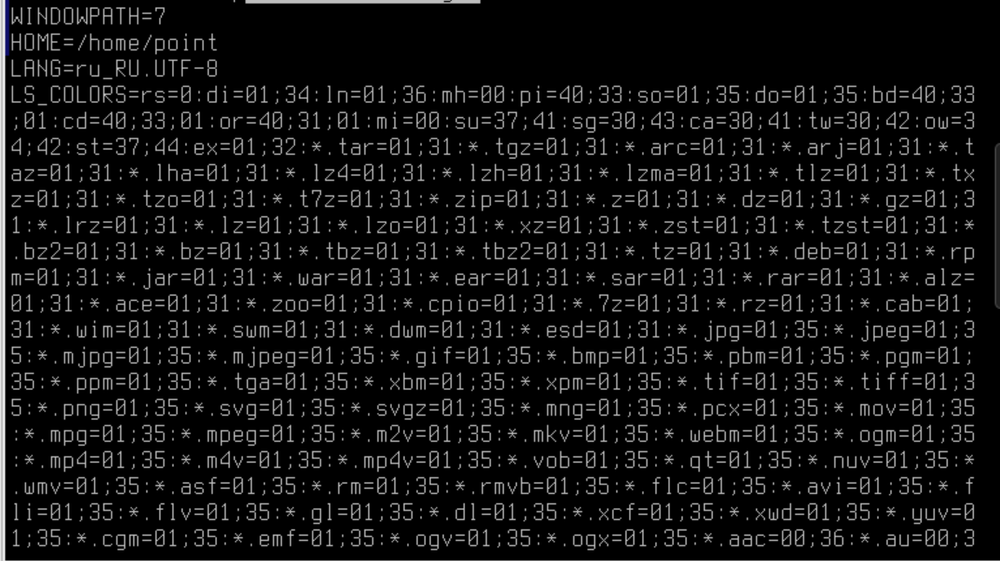 WINDOWPATH=7
HOME=/home/point
LANG=ru_RU.UTF-8
LS_COLORS=rs=0:di=01;34:ln=01;36:mh=00:pi=40;33:so=01;35:do=01;35:bd=40;33
;01:cd=40;33;01:or=40;31;01:mi=00:su=37;41:sg=30;43:ca=30;41:tw=30;42:ow=3
4;42:st=37;44:ex=01;32:*.tar=01;31:*.tgz=01;31:*.arc=01;31:*.arj=01;31:*.t
az=01;31:*.lha=01;31:*.lz4=01;31:*.lzh=01;31:*.lzma=01;31:*.tlz=01;31:*.tx
z=01;31:*.tzo=01;31:*.t7z=01;31:*.zip=01;31:*.z=01;31:*.dz=01;31:*.gz=01;3
1:*.lrz=01;31:*.lz=01;31:*.lzo=01;31:*.xz=01;31:*.zst=01;31:*.tzst=01;31:*
.bz2=01;31:*.bz=01;31:*.tbz=01;31:*.tbz2=01;31:*.tz=01;31:*.deb=01;31:*.rp
m=01;31:*.jar=01;31:*.war=01;31:*.ear=01;31:*.sar=01;31:*.rar=01;31:*.alz=
01;31:*.ace=01;31:*.zoo=01;31:*.cpio=01;31:*.7z=01;31:*.rz=01;31:*.cab=01;
31:*.wim=01;31:*.swm=01;31:*.dwm=01;31:*.esd=01;31:*.jpg=01;35:*.jpeg=01;3
5:*.mjpg=01;35:*.mjpeg=01;35:*.gif=01;35:*.bmp=01;35:*.pbm=01;35:*.pgm=01;
35:*.ppm=01;35:*.tga=01;35:*.xbm=01;35:*.xpm=01;35:*.tif=01;35:*.tiff=01;3
5:*.png=01;35:*.svg=01;35:*.svgz=01;35:*.mng=01;35:*.pcx=01;35:*.mov=01;35
:*.mpg=01;35:*.mpeg=01;35:*.m2v=01;35:*.mkv=01;35:*.webm=01;35:*.ogm=01;35
:*.mp4=01;35:*.m4v=01;35:*.mp4v=01;35:*.vob=01;35:*.qt=01;35:*.nuv=01;35:*
.wmv=01;35:*.asf=01;35:*.rm=01;35:*.rmvb=01;35:*.flc=01;35:*.avi=01;35:*.f
li=01;35:*.flv=01;35:*.gl=01;35:*.dl=01;35:*.xcf=01;35:*.xwd=01;35:*.yuv=0
1;35:*.cgm=01;35:*.emf=01;35:*.ogv=01;35:*.ogx=01;35:*.aac=00;36:*.au=00;3